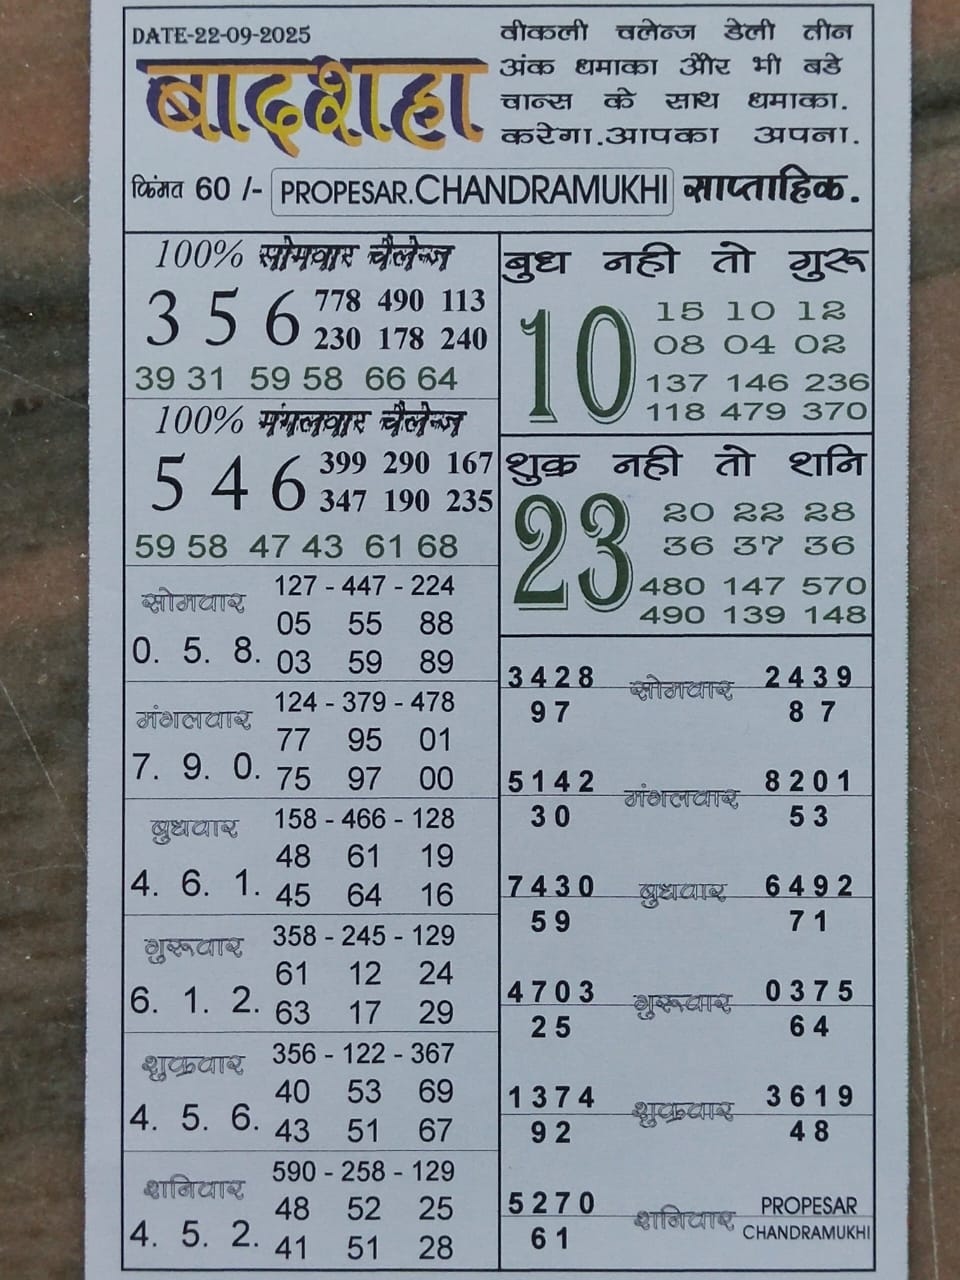 DATE-22-09-2025
बादशहा
वीकली चलेन्ज डेली तीन
अंक धमाका और भी बडे
चान्स के साथ धमाका.
करेगा.आपका अपना.
किंमत 60 /- PROPESAR.CHANDRAMUKHI साप्ताहिक.
100% सोमवार चैलेन्ज
3 5 6
778 490 113
230 178 240
39 31 59 58 66 64
100% मंगलवार चैलेन्ज
5 4 6
399 290 167
347 190 235
59 58 47 43 61 68
सोमवार
0. 5. 8.
127 - 447 - 224
05 55 88
03 59 89
मंगलवार
7. 9. 0.
124 - 379 - 478
77 95 01
75 97 00
बुधवार
4. 6. 1.
158 - 466 - 128
48 61 19
45 64 16
गुरूवार
6. 1. 2.
358 - 245 - 129
61 12 24
63 17 29
शुक्रवार
4. 5. 6.
356 - 122 - 367
40 53 69
43 51 67
शनिवार
4. 5. 2.
590 - 258 - 129
48 52 25
41 51 28
बुध नही तो गुरू
10
15 10 12
08 04 02
137 146 236
118 479 370
शुक्र नही तो शनि
23
20 22 28
36 37 36
480 147 570
490 139 148
3428 सोमवार 2439
97 87
5142 मंगलवार 8201
30 53
7430 बुधवार 6492
59 71
4703 गुरूवार 0375
25 64
1374 शुक्रवार 3619
92 48
5270 शनिवार PROPESAR
61 CHANDRAMUKHI